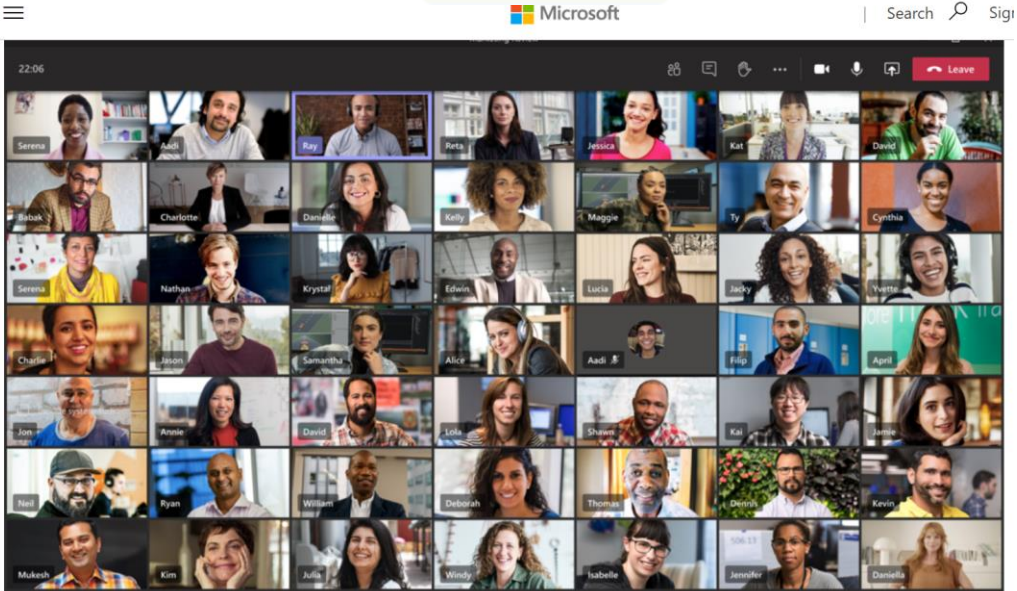 Microsoft
Search
Sign
22:06
Leave
Serena Aadi Ray Reta Jessica Kat David
Babak Charlotte Danielle Kelly Maggie Ty Cynthia
Serena Nathan Krystal Edwin Lucia Jacky Yvette
Charlie Jason Samantha Alice Aadi Filip April
Jon Annie David Lola Shawn Kai Jamie
Neil Ryan William Deborah Thomas Dennis Kevin
Mukesh Kim Julia Windy Isabelle Jennifer Daniella